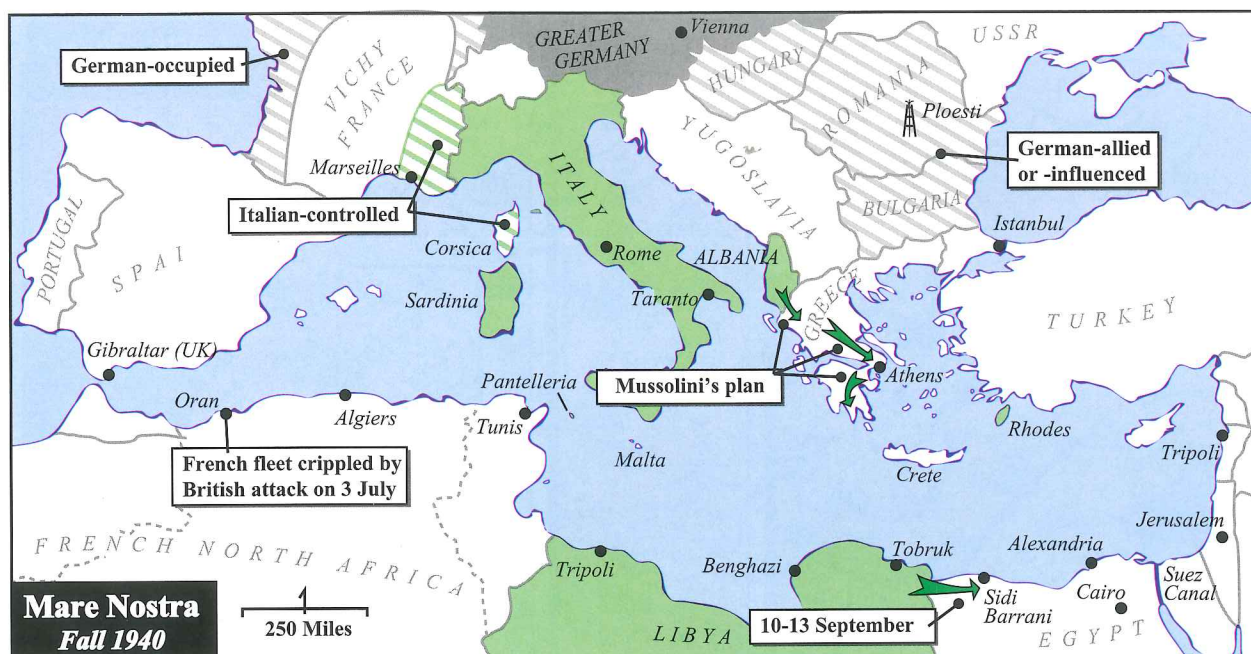 German-occupied
VICHY
FRANCE
GREATER
GERMANY
Vienna
HUNGARY
ROMANIA
Ploesti
USSR
German-allied
or -influenced
YUGOSLAVIA
BULGARIA
Istanbul
Marseilles
Italian-controlled
Corsica
ITALY
Rome
ALBANIA
Taranto
GREECE
TURKEY
PORTUGAL
SPAI
Sardinia
Gibraltar (UK)
Oran
Algiers
Pantelleria
Tunis
Mussolini's plan
Athens
Rhodes
Malta
Crete
Tripoli
French fleet crippled by
British attack on 3 July
FRENCH NORTH AFRICA
Tripoli
Benghazi
Tobruk
Alexandria
Jerusalem
Sidi
Barrani
Cairo
Suez
Canal
10-13 September
LIBYA
EGYPT
Mare Nostra
Fall 1940
250 Miles